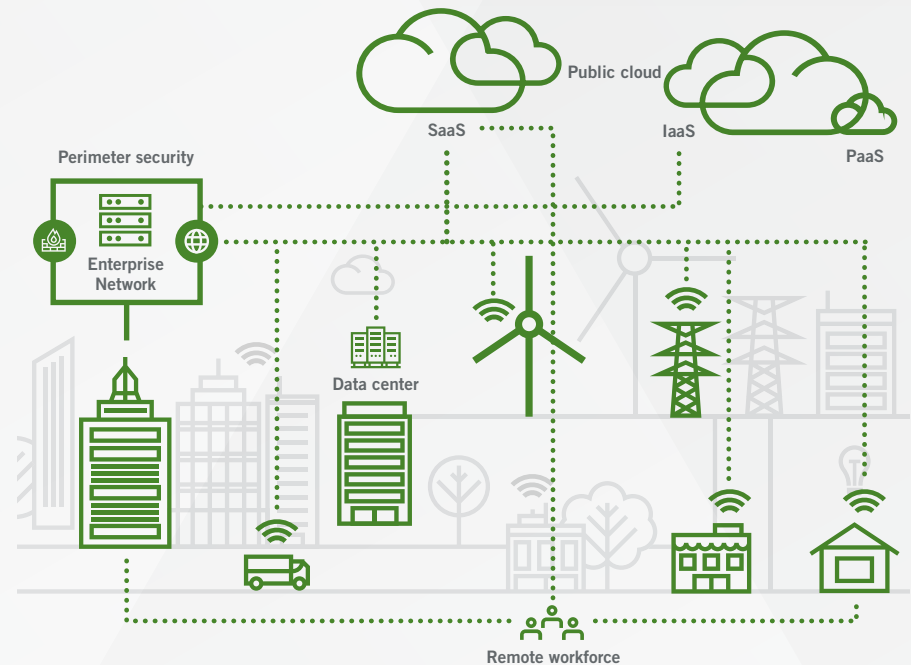 Public cloud
SaaS
IaaS
PaaS
Perimeter security
Enterprise
Network
Data center
Remote workforce